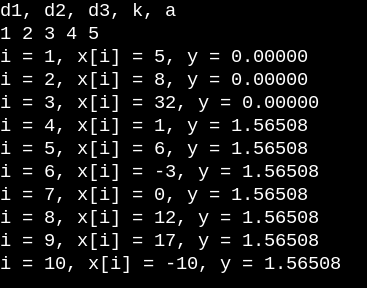 d1, d2, d3, k, a
1 2 3 4 5
i = 1, x[i] = 5, y = 0.00000
i = 2, x[i] = 8, y = 0.00000
i = 3, x[i] = 32, y = 0.00000
i = 4, x[i] = 1, y = 1.56508
i = 5, x[i] = 6, y = 1.56508
i = 6, x[i] = -3, y = 1.56508
i = 7, x[i] = 0, y = 1.56508
i = 8, x[i] = 12, y = 1.56508
i = 9, x[i] = 17, y = 1.56508
i = 10, x[i] = -10, y = 1.56508